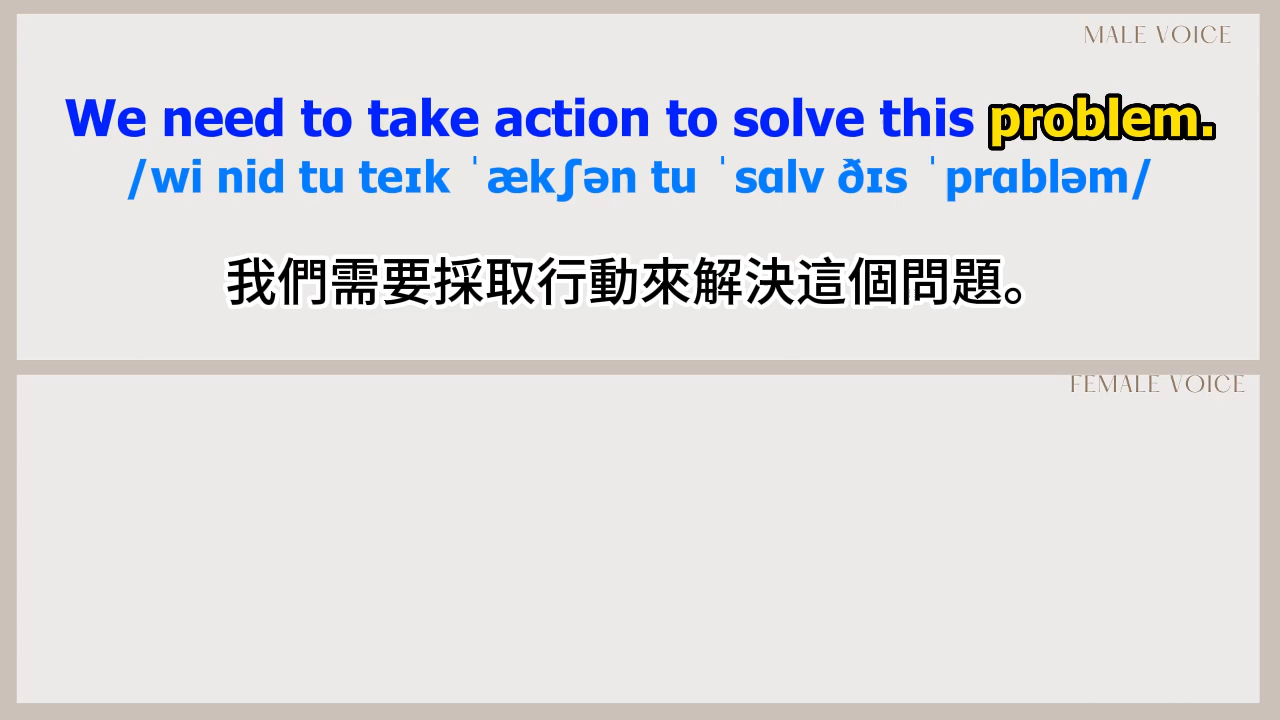 MALE VOICE
We need to take action to solve this problem.
/wi nid tu teɪk ˈækʃən tu ˈsɑlv ðɪs ˈprɑbləm/
我們需要採取行動來解決這個問題。
FEMALE VOICE